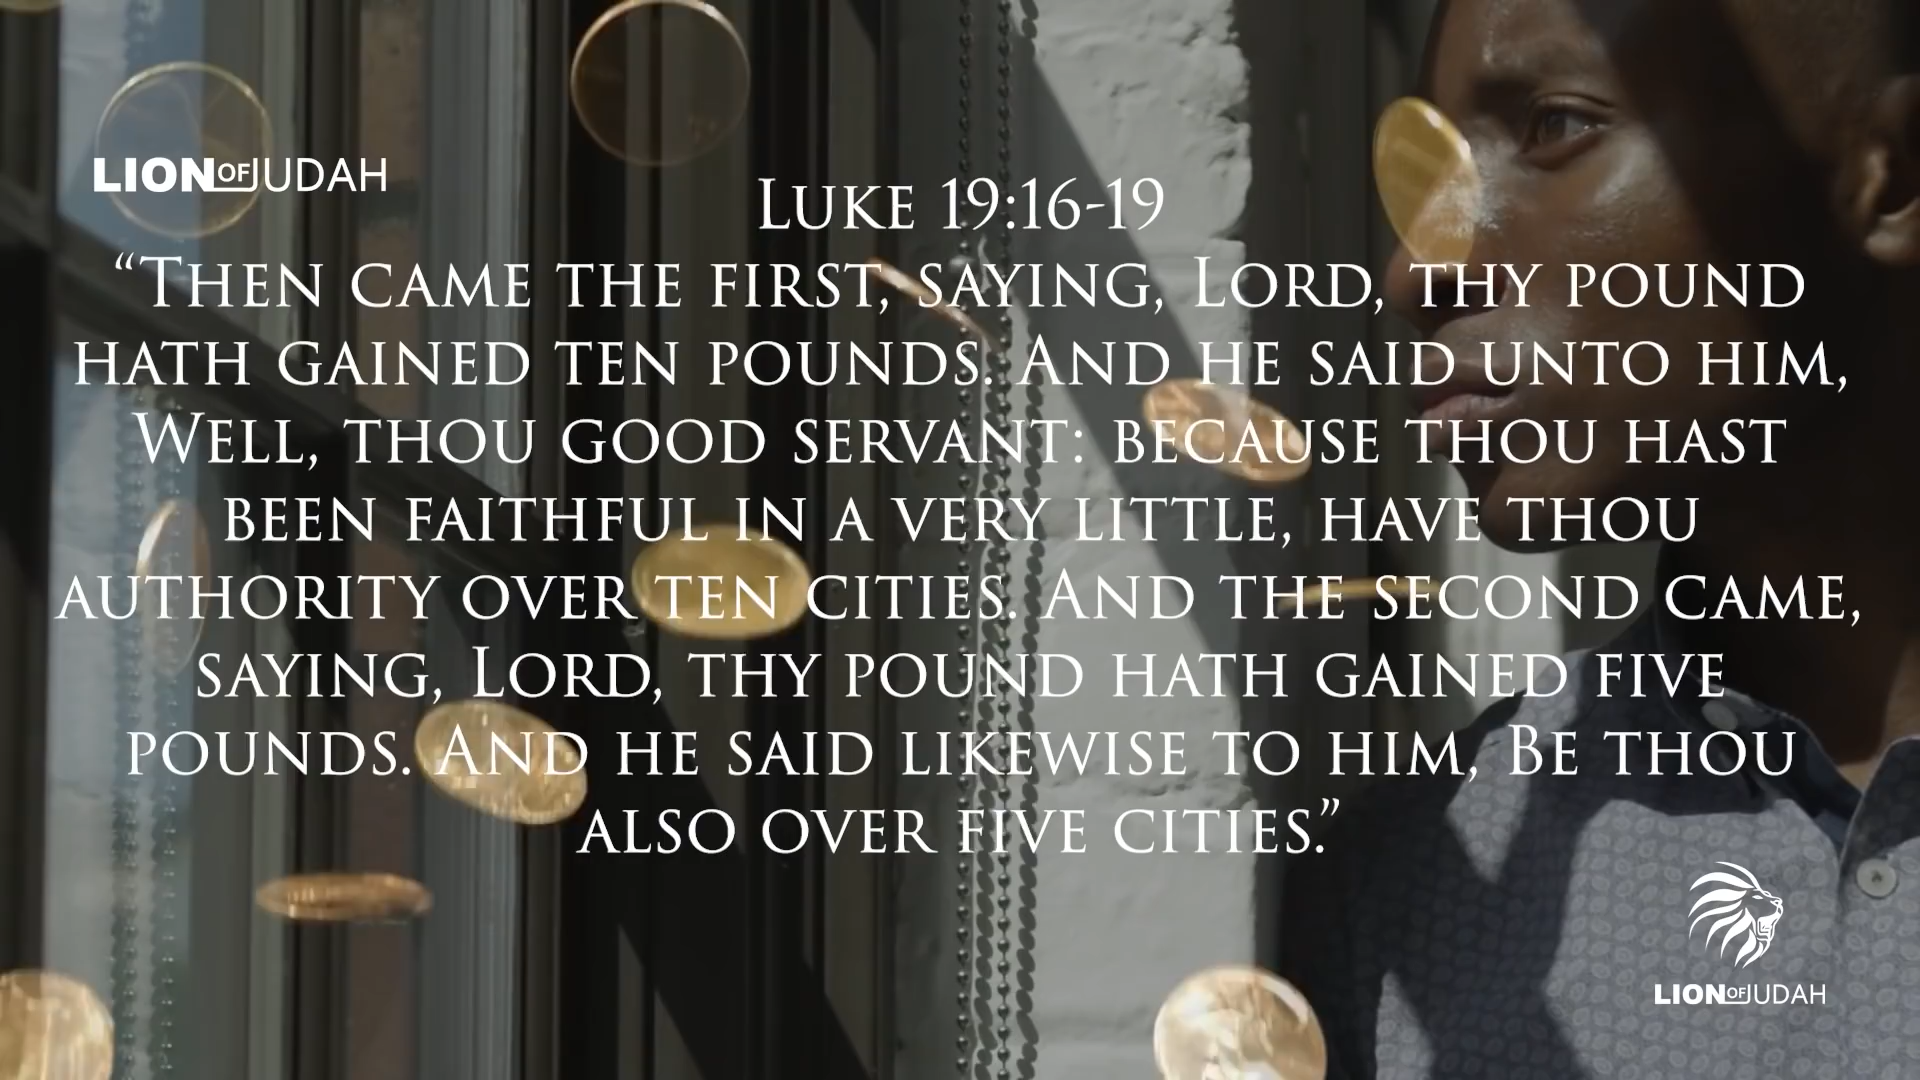 LION OF JUDAH
Luke 19:16-19
“Then came the first, saying, Lord, thy pound
hath gained ten pounds. And he said unto him,
Well, thou good servant: because thou hast
been faithful in a very little, have thou
authority over ten cities. And the second came,
saying, Lord, thy pound hath gained five
pounds. And he said likewise to him, Be thou
also over five cities.”
LION OF JUDAH